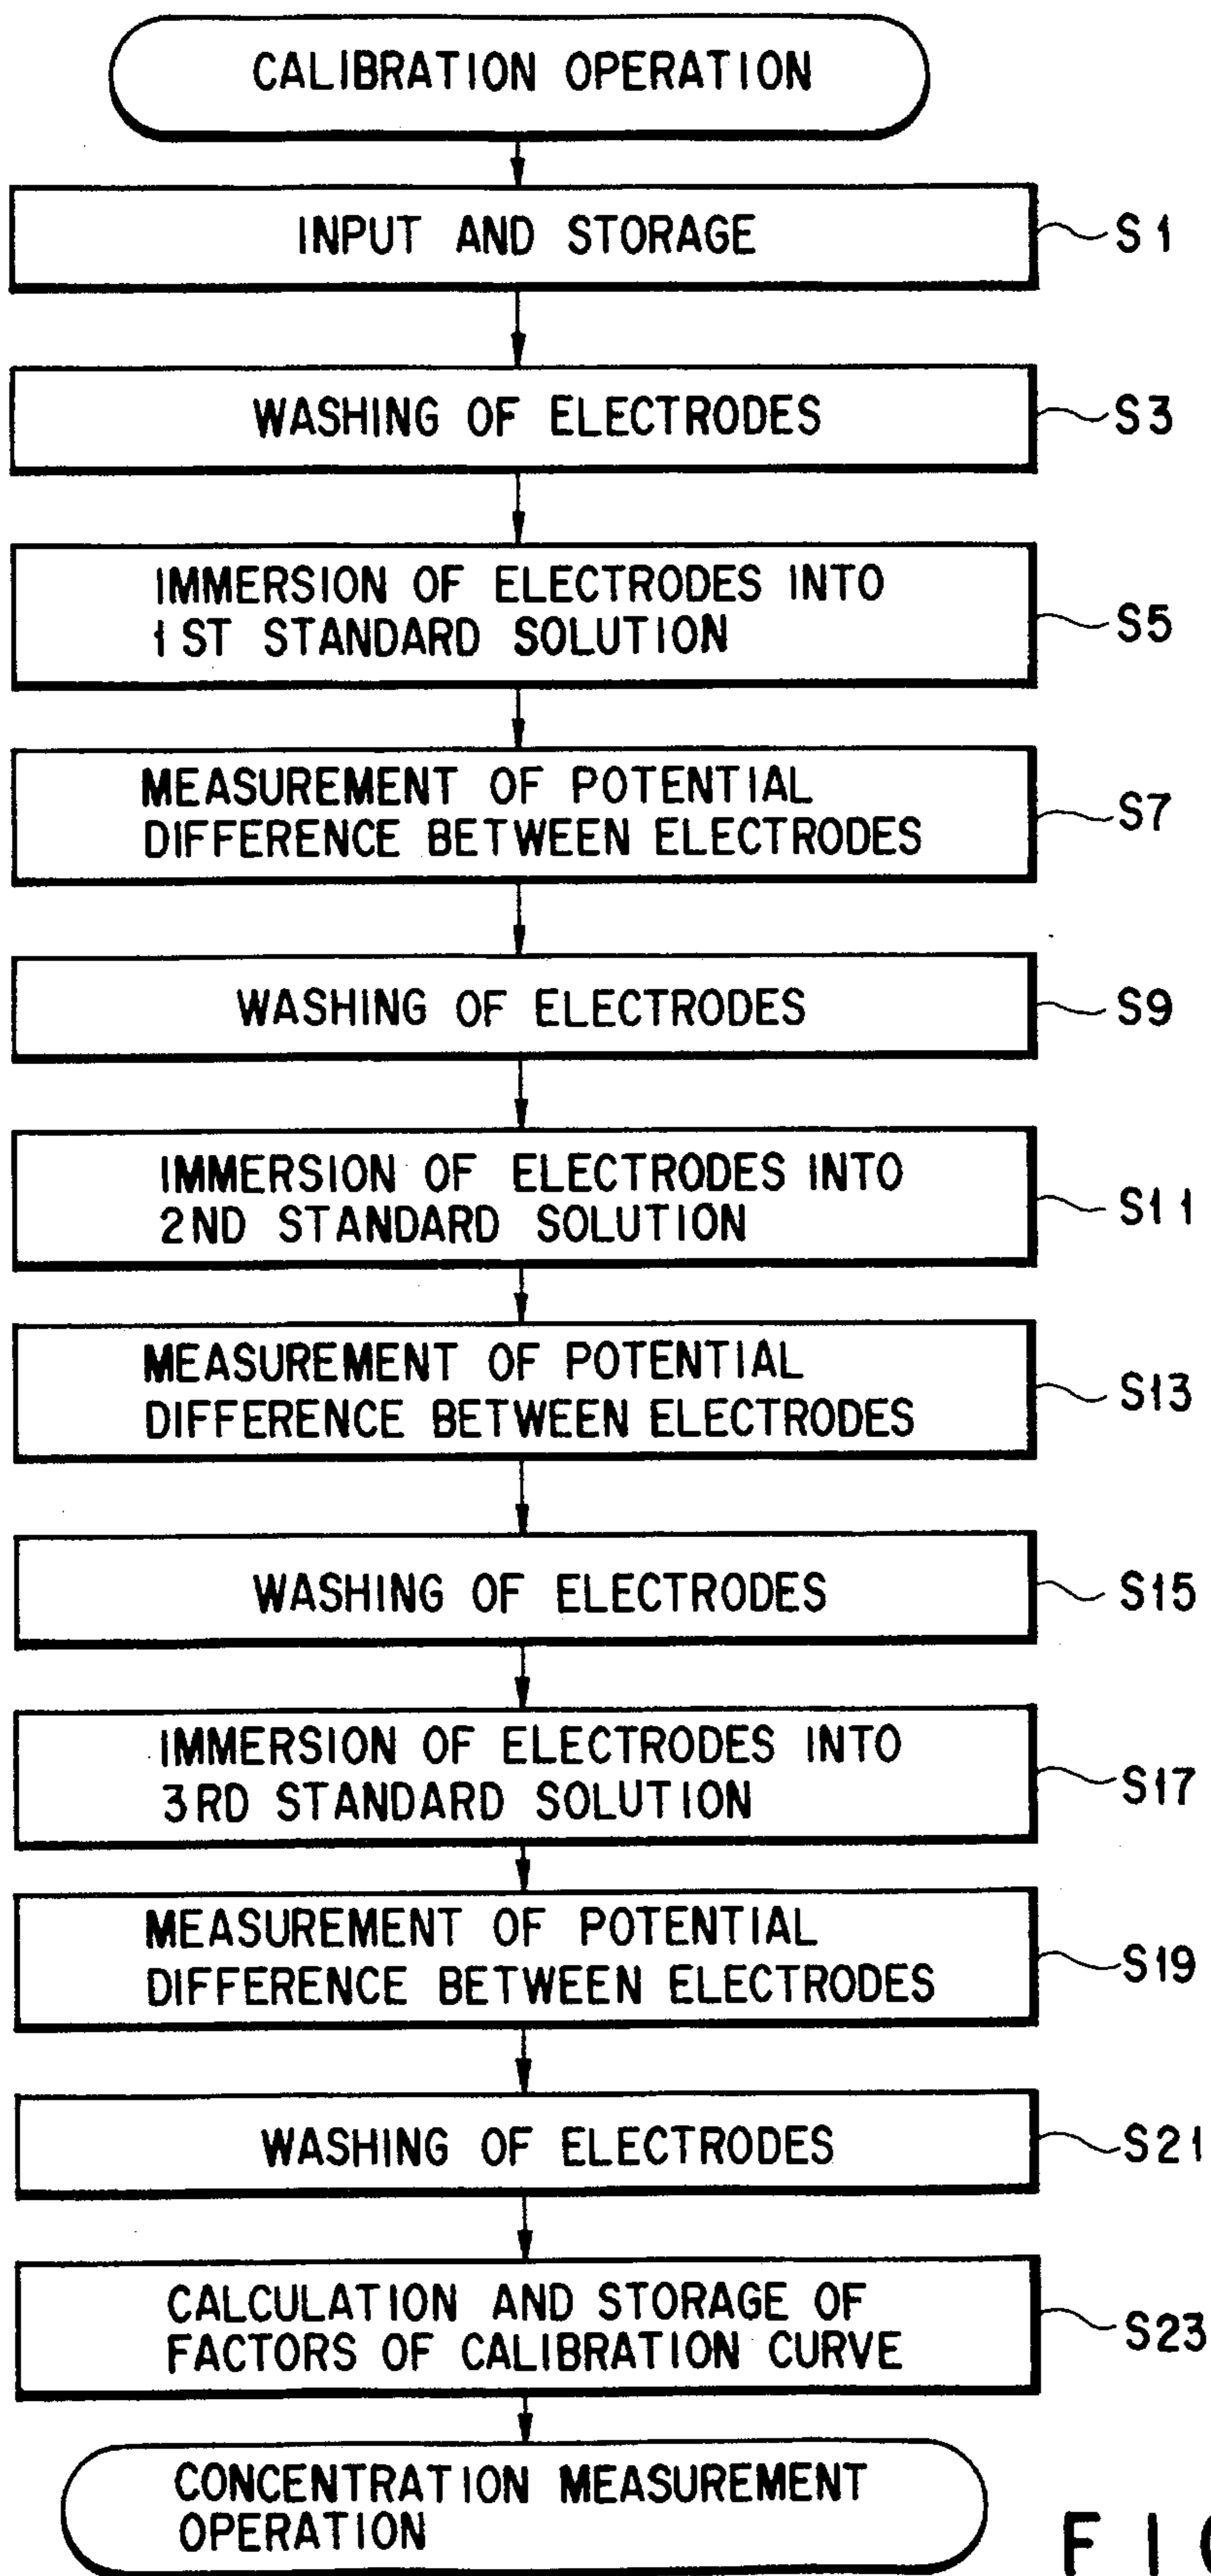 CALIBRATION OPERATION
INPUT AND STORAGE
S1
WASHING OF ELECTRODES
S3
IMMERSION OF ELECTRODES INTO
1ST STANDARD SOLUTION
S5
MEASUREMENT OF POTENTIAL
DIFFERENCE BETWEEN ELECTRODES
S7
WASHING OF ELECTRODES
S9
IMMERSION OF ELECTRODES INTO
2ND STANDARD SOLUTION
S11
MEASUREMENT OF POTENTIAL
DIFFERENCE BETWEEN ELECTRODES
S13
WASHING OF ELECTRODES
S15
IMMERSION OF ELECTRODES INTO
3RD STANDARD SOLUTION
S17
MEASUREMENT OF POTENTIAL
DIFFERENCE BETWEEN ELECTRODES
S19
WASHING OF ELECTRODES
S21
CALCULATION AND STORAGE OF
FACTORS OF CALIBRATION CURVE
S23
CONCENTRATION MEASUREMENT
OPERATION